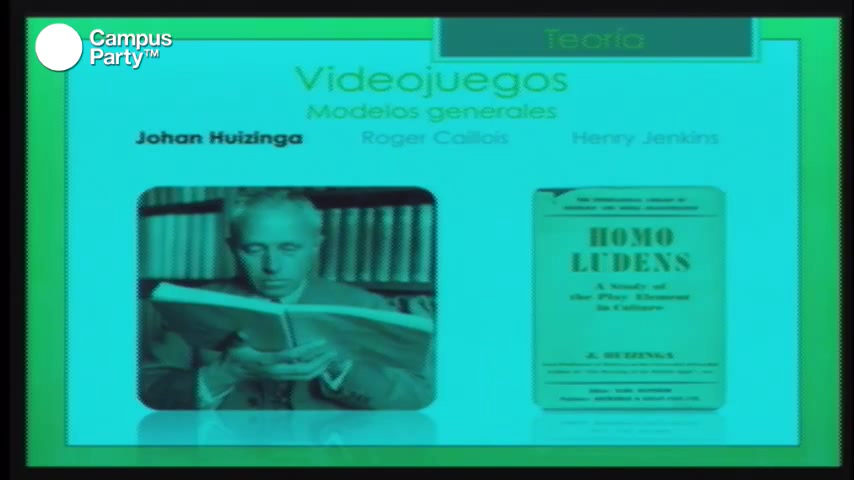 Campus
Party™
Teoría
Videojuegos
Modelos generales
Johan Huizinga Roger Caillois Henry Jenkins
HOMO
LUDENS
A Study of
the Play Element
in Culture
J. HUIZINGA